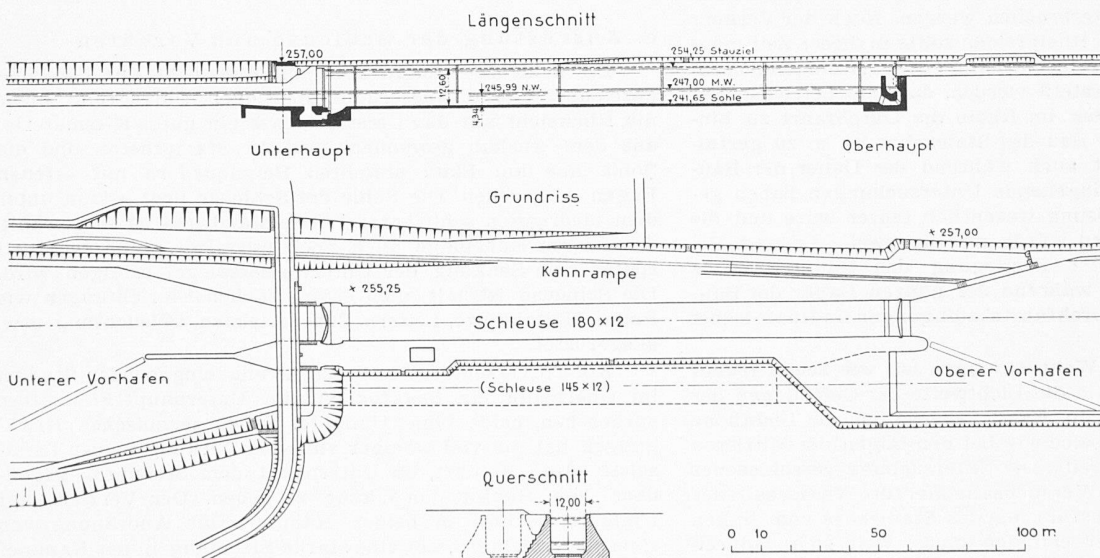 Längenschnitt
257,00
254,25 Stauziel
12,60
245,99 N.W.
247,00 M.W.
241,65 Sohle
4,34
Unterhaupt
Oberhaupt
Grundriss
+ 257,00
Kahnrampe
+ 255,25
Schleuse 180×12
Unterer Vorhafen
(Schleuse 145×12)
Oberer Vorhafen
Querschnitt
12,00
0 10 50 100 m